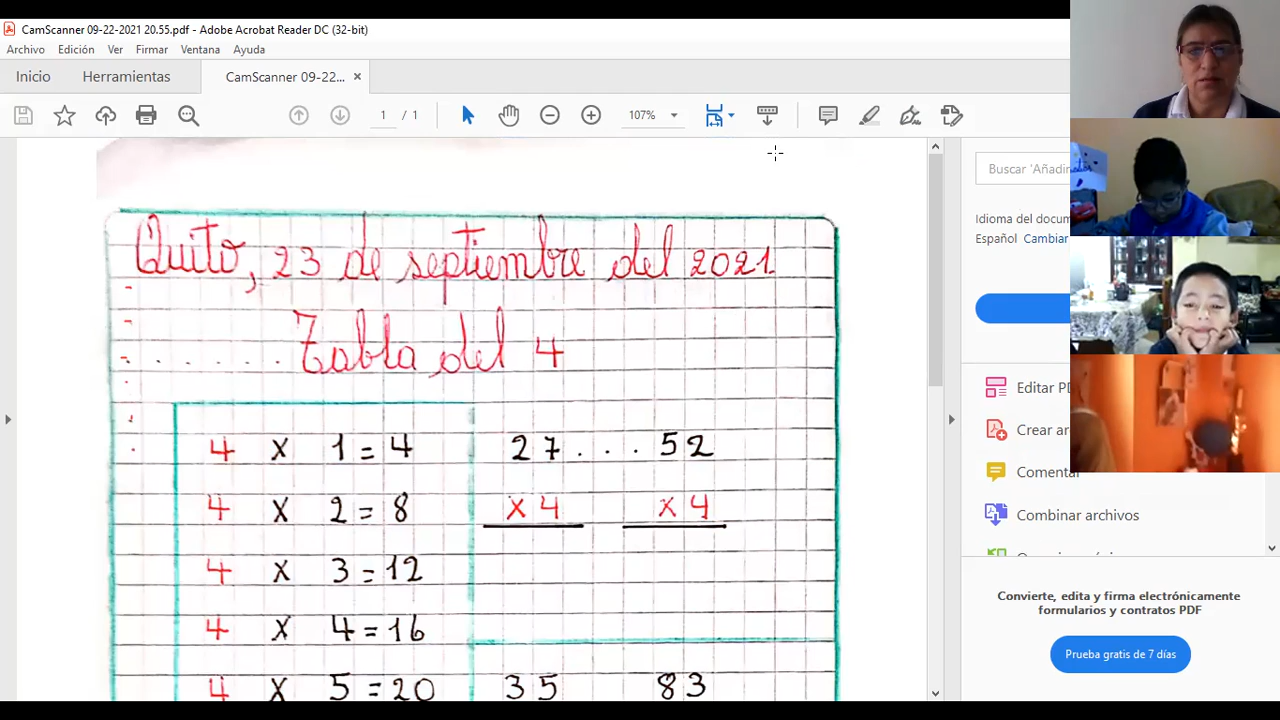 CamScanner 09-22-2021 20.55.pdf - Adobe Acrobat Reader DC (32-bit)
Archivo Edición Ver Firmar Ventana Ayuda
Inicio Herramientas CamScanner 09-22... ×
1 / 1 107%
Quito, 23 de septiembre del 2021
Tabla del 4
4 X 1 = 4
4 X 2 = 8
4 X 3 = 12
4 X 4 = 16
4 X 5 = 20
27 . . . 52
X 4 X 4
35 83
Buscar 'Añadir
Idioma del docum
Español Cambiar
Editar PD
Crear ar
Comentar
Combinar archivos
Convierte, edita y firma electrónicamente
formularios y contratos PDF
Prueba gratis de 7 días